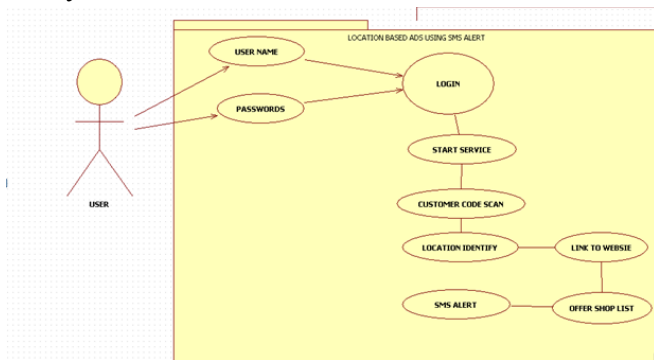 LOCATION BASED ADS USING SMS ALERT
USER NAME
LOGIN
PASSWORDS
START SERVICE
USER
CUSTOMER CODE SCAN
LOCATION IDENTIFY
LINK TO WEBSIE
SMS ALERT
OFFER SHOP LIST